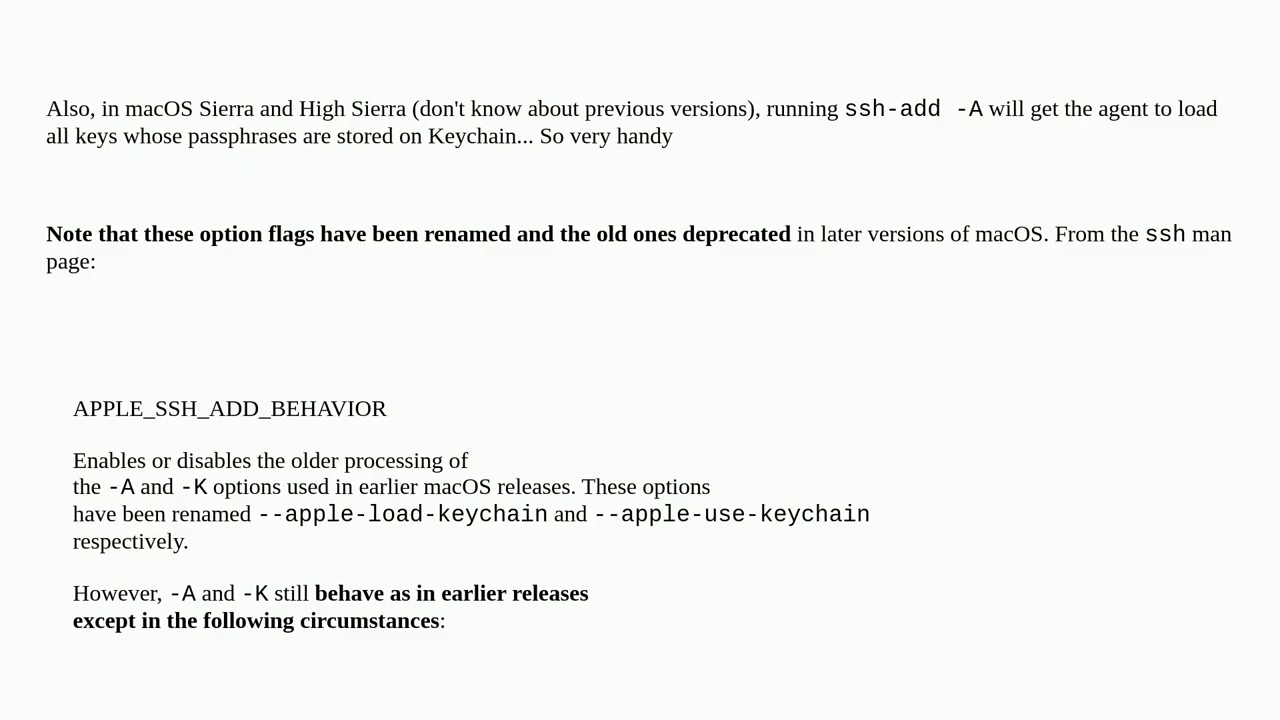 Also, in macOS Sierra and High Sierra (don't know about previous versions), running ssh-add -A will get the agent to load
all keys whose passphrases are stored on Keychain... So very handy
Note that these option flags have been renamed and the old ones deprecated in later versions of macOS. From the ssh man
page:
APPLE_SSH_ADD_BEHAVIOR
Enables or disables the older processing of
the -A and -K options used in earlier macOS releases. These options
have been renamed --apple-load-keychain and --apple-use-keychain
respectively.
However, -A and -K still behave as in earlier releases
except in the following circumstances: